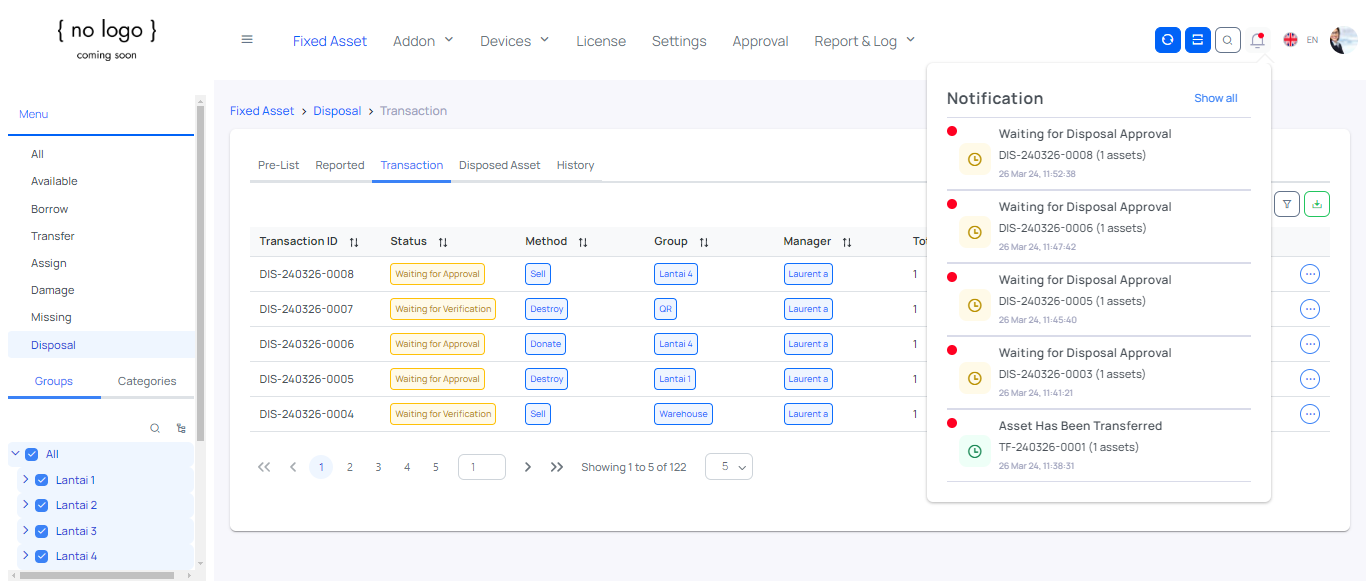 { no logo }
coming soon
Fixed Asset
Addon
Devices
License
Settings
Approval
Report & Log
EN
Menu
All
Available
Borrow
Transfer
Assign
Damage
Missing
Disposal
Groups
Categories
All
Lantai 1
Lantai 2
Lantai 3
Lantai 4
Fixed Asset > Disposal > Transaction
Pre-List
Reported
Transaction
Disposed Asset
History
Transaction ID
Status
Method
Group
Manager
DIS-240326-0008 Waiting for Approval Sell Lantai 4 Laurent a 1
DIS-240326-0007 Waiting for Verification Destroy QR Laurent a 1
DIS-240326-0006 Waiting for Approval Donate Lantai 4 Laurent a 1
DIS-240326-0005 Waiting for Approval Destroy Lantai 1 Laurent a 1
DIS-240326-0004 Waiting for Verification Sell Warehouse Laurent a 1
1 2 3 4 5 1 Showing 1 to 5 of 122 5
Notification
Show all
Waiting for Disposal Approval
DIS-240326-0008 (1 assets)
26 Mar 24, 11:52:38
Waiting for Disposal Approval
DIS-240326-0006 (1 assets)
26 Mar 24, 11:47:42
Waiting for Disposal Approval
DIS-240326-0005 (1 assets)
26 Mar 24, 11:45:40
Waiting for Disposal Approval
DIS-240326-0003 (1 assets)
26 Mar 24, 11:41:21
Asset Has Been Transferred
TF-240326-0001 (1 assets)
26 Mar 24, 11:38:31